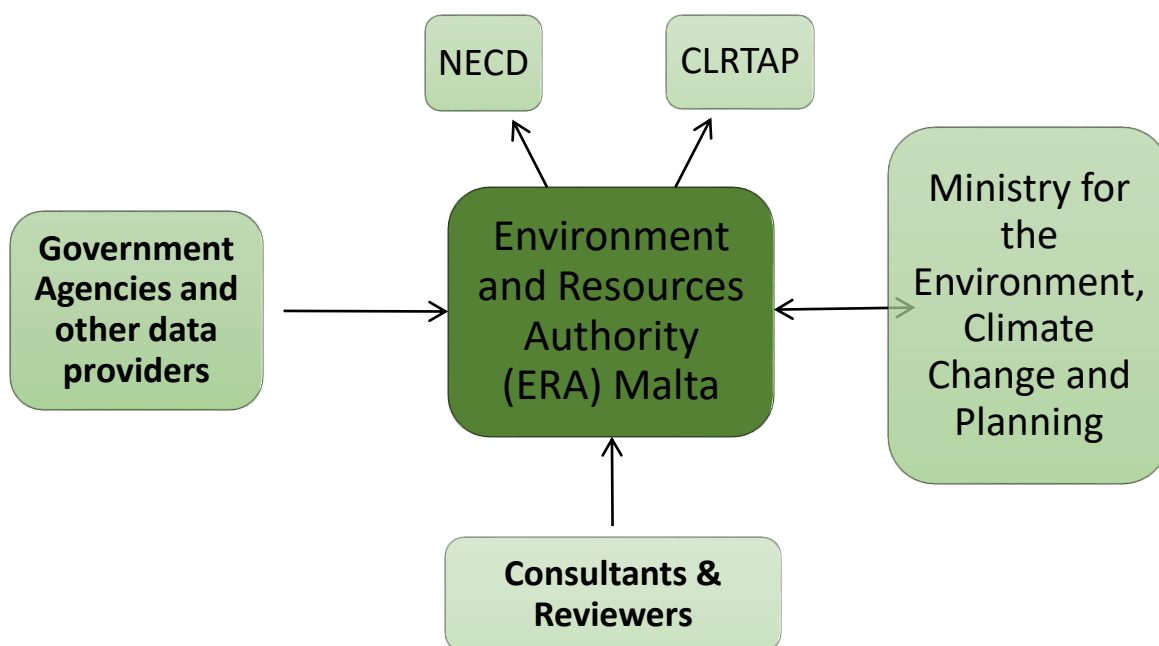 NECD
CLRTAP
Government
Agencies and
other data
providers
Environment
and Resources
Authority
(ERA) Malta
Ministry for
the
Environment,
Climate
Change and
Planning
Consultants &
Reviewers